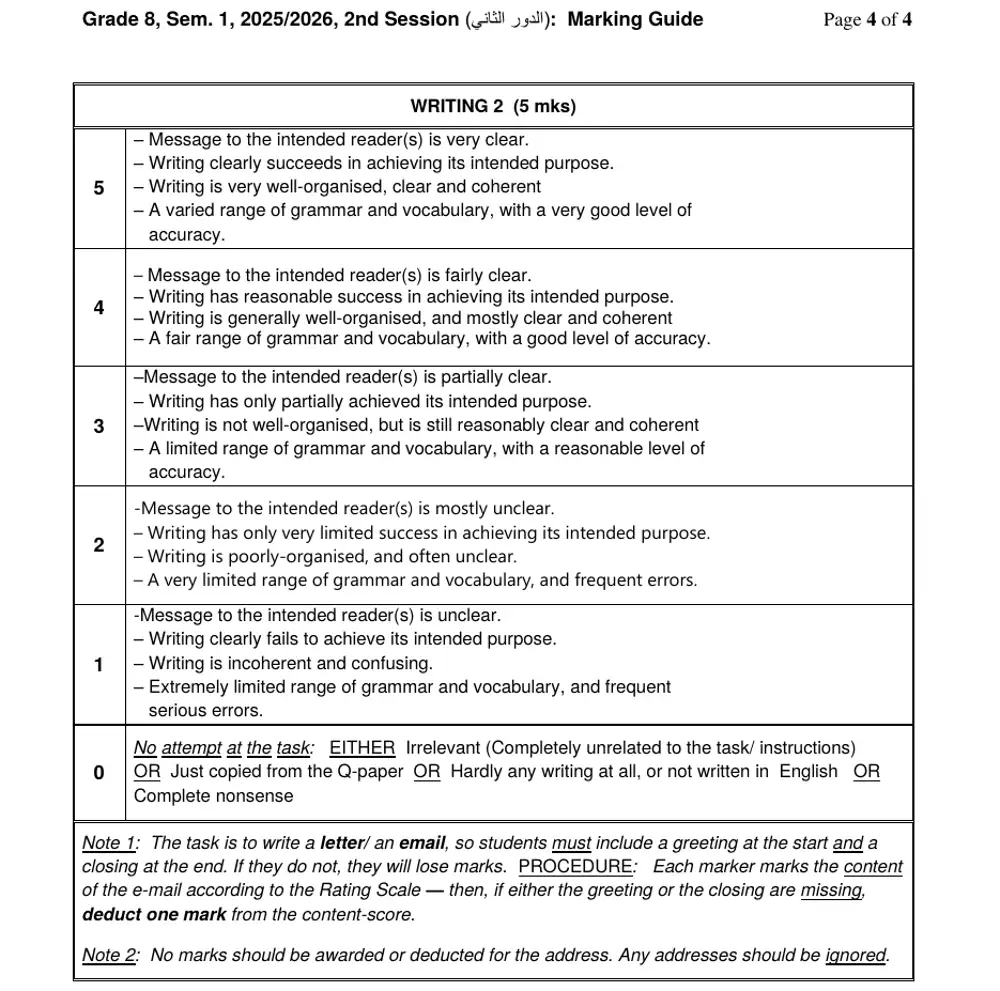 Grade 8, Sem. 1, 2025/2026, 2nd Session (الدور الثاني):  Marking Guide
Page 4 of 4
WRITING 2  (5 mks)
5
– Message to the intended reader(s) is very clear.
– Writing clearly succeeds in achieving its intended purpose.
– Writing is very well-organised, clear and coherent
– A varied range of grammar and vocabulary, with a very good level of
accuracy.
4
– Message to the intended reader(s) is fairly clear.
– Writing has reasonable success in achieving its intended purpose.
– Writing is generally well-organised, and mostly clear and coherent
– A fair range of grammar and vocabulary, with a good level of accuracy.
3
–Message to the intended reader(s) is partially clear.
– Writing has only partially achieved its intended purpose.
–Writing is not well-organised, but is still reasonably clear and coherent
– A limited range of grammar and vocabulary, with a reasonable level of
accuracy.
2
-Message to the intended reader(s) is mostly unclear.
– Writing has only very limited success in achieving its intended purpose.
– Writing is poorly-organised, and often unclear.
– A very limited range of grammar and vocabulary, and frequent errors.
1
-Message to the intended reader(s) is unclear.
– Writing clearly fails to achieve its intended purpose.
– Writing is incoherent and confusing.
– Extremely limited range of grammar and vocabulary, and frequent
serious errors.
0
No attempt at the task:   EITHER  Irrelevant (Completely unrelated to the task/ instructions)
OR  Just copied from the Q-paper  OR  Hardly any writing at all, or not written in  English   OR
Complete nonsense
Note 1:  The task is to write a letter/ an email, so students must include a greeting at the start and a
closing at the end. If they do not, they will lose marks.  PROCEDURE:   Each marker marks the content
of the e-mail according to the Rating Scale — then, if either the greeting or the closing are missing,
deduct one mark from the content-score.
Note 2:  No marks should be awarded or deducted for the address. Any addresses should be ignored.